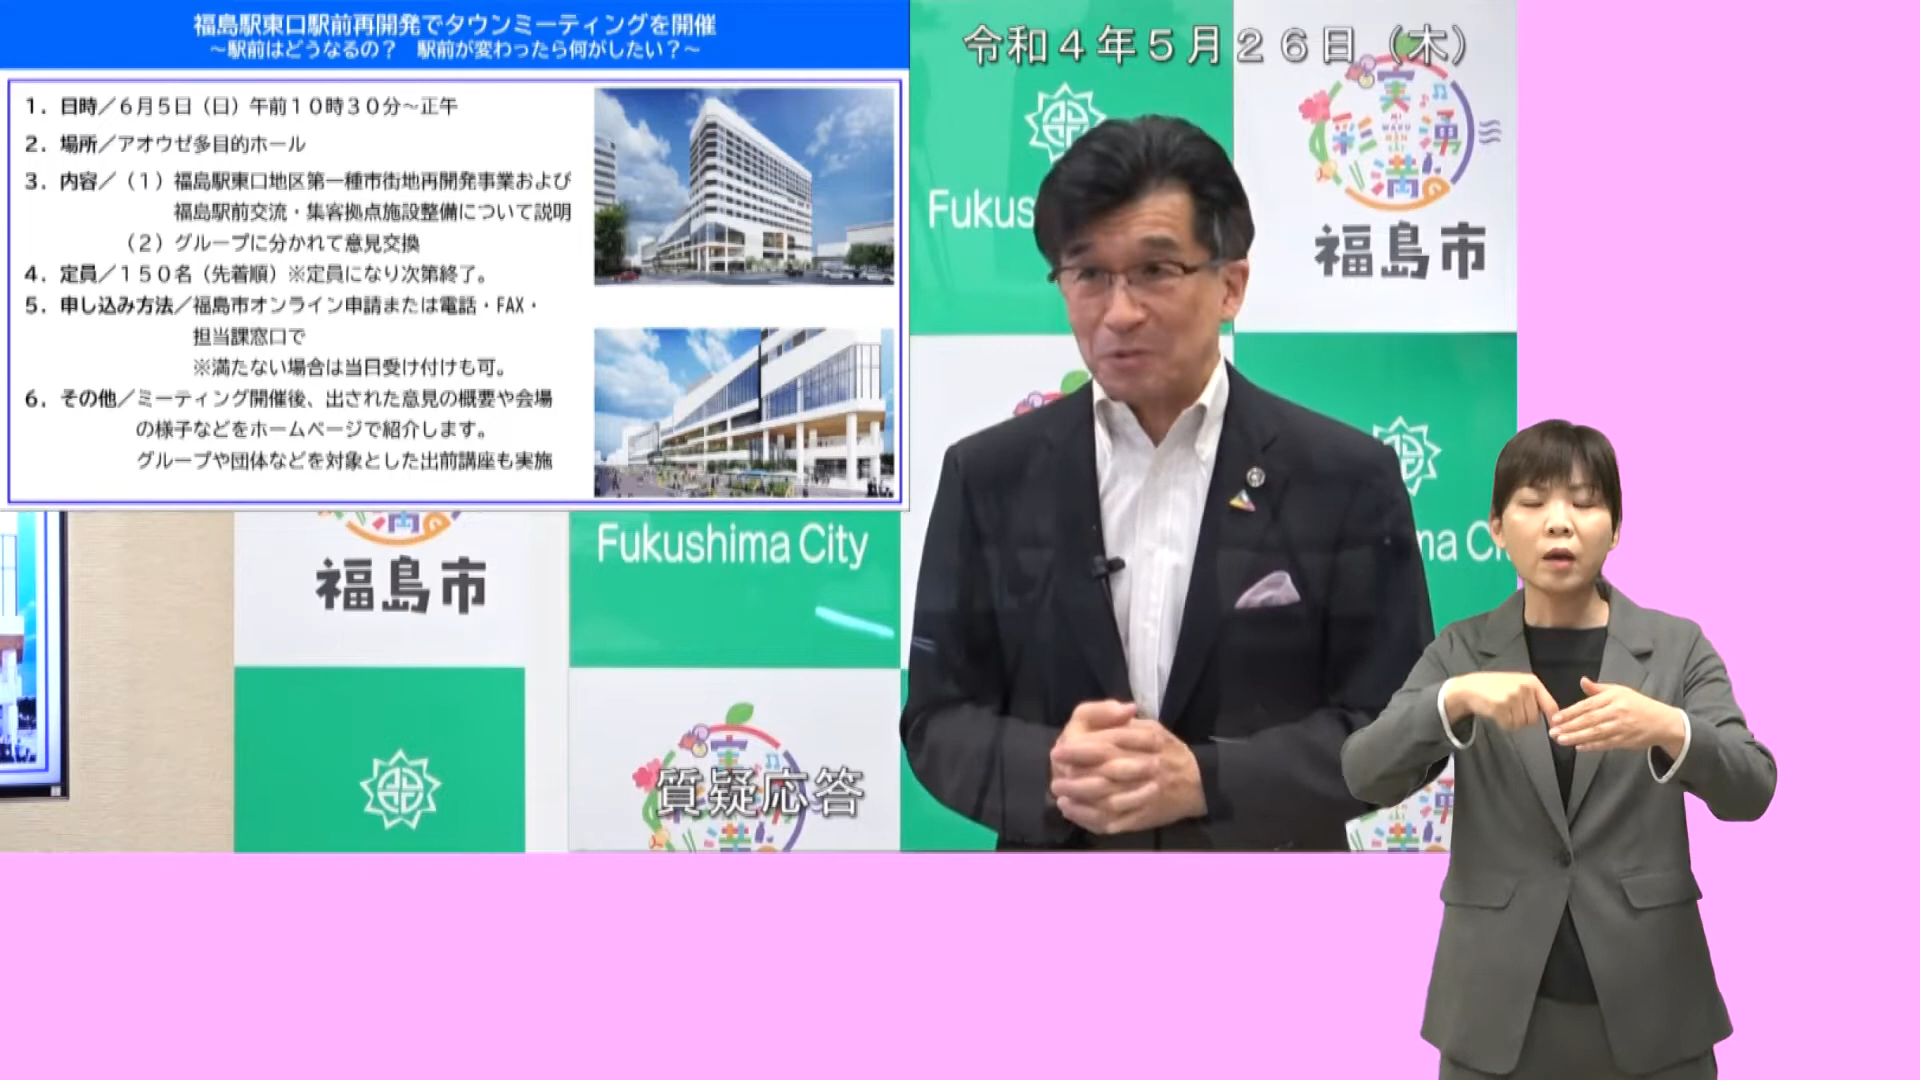 福島駅東口駅前再開発でタウンミーティングを開催
～駅前はどうなるの？　駅前が変わったら何がしたい？～
1．日時／６月５日（日）午前１０時３０分～正午
2．場所／アオウゼ多目的ホール
3．内容／（１）福島駅東口地区第一種市街地再開発事業および
福島駅前交流・集客拠点施設整備について説明
（２）グループに分かれて意見交換
4．定員／１５０名（先着順）※定員になり次第終了。
5．申し込み方法／福島市オンライン申請または電話・FAX・
担当課窓口で
※満たない場合は当日受け付けも可。
6．その他／ミーティング開催後、出された意見の概要や会場
の様子などをホームページで紹介します。
グループや団体などを対象とした出前講座も実施
令和４年５月２６日（木）
Fukus
実
湧
彩
満
福島市
福島市
Fukushima City
ma Ci
質疑応答